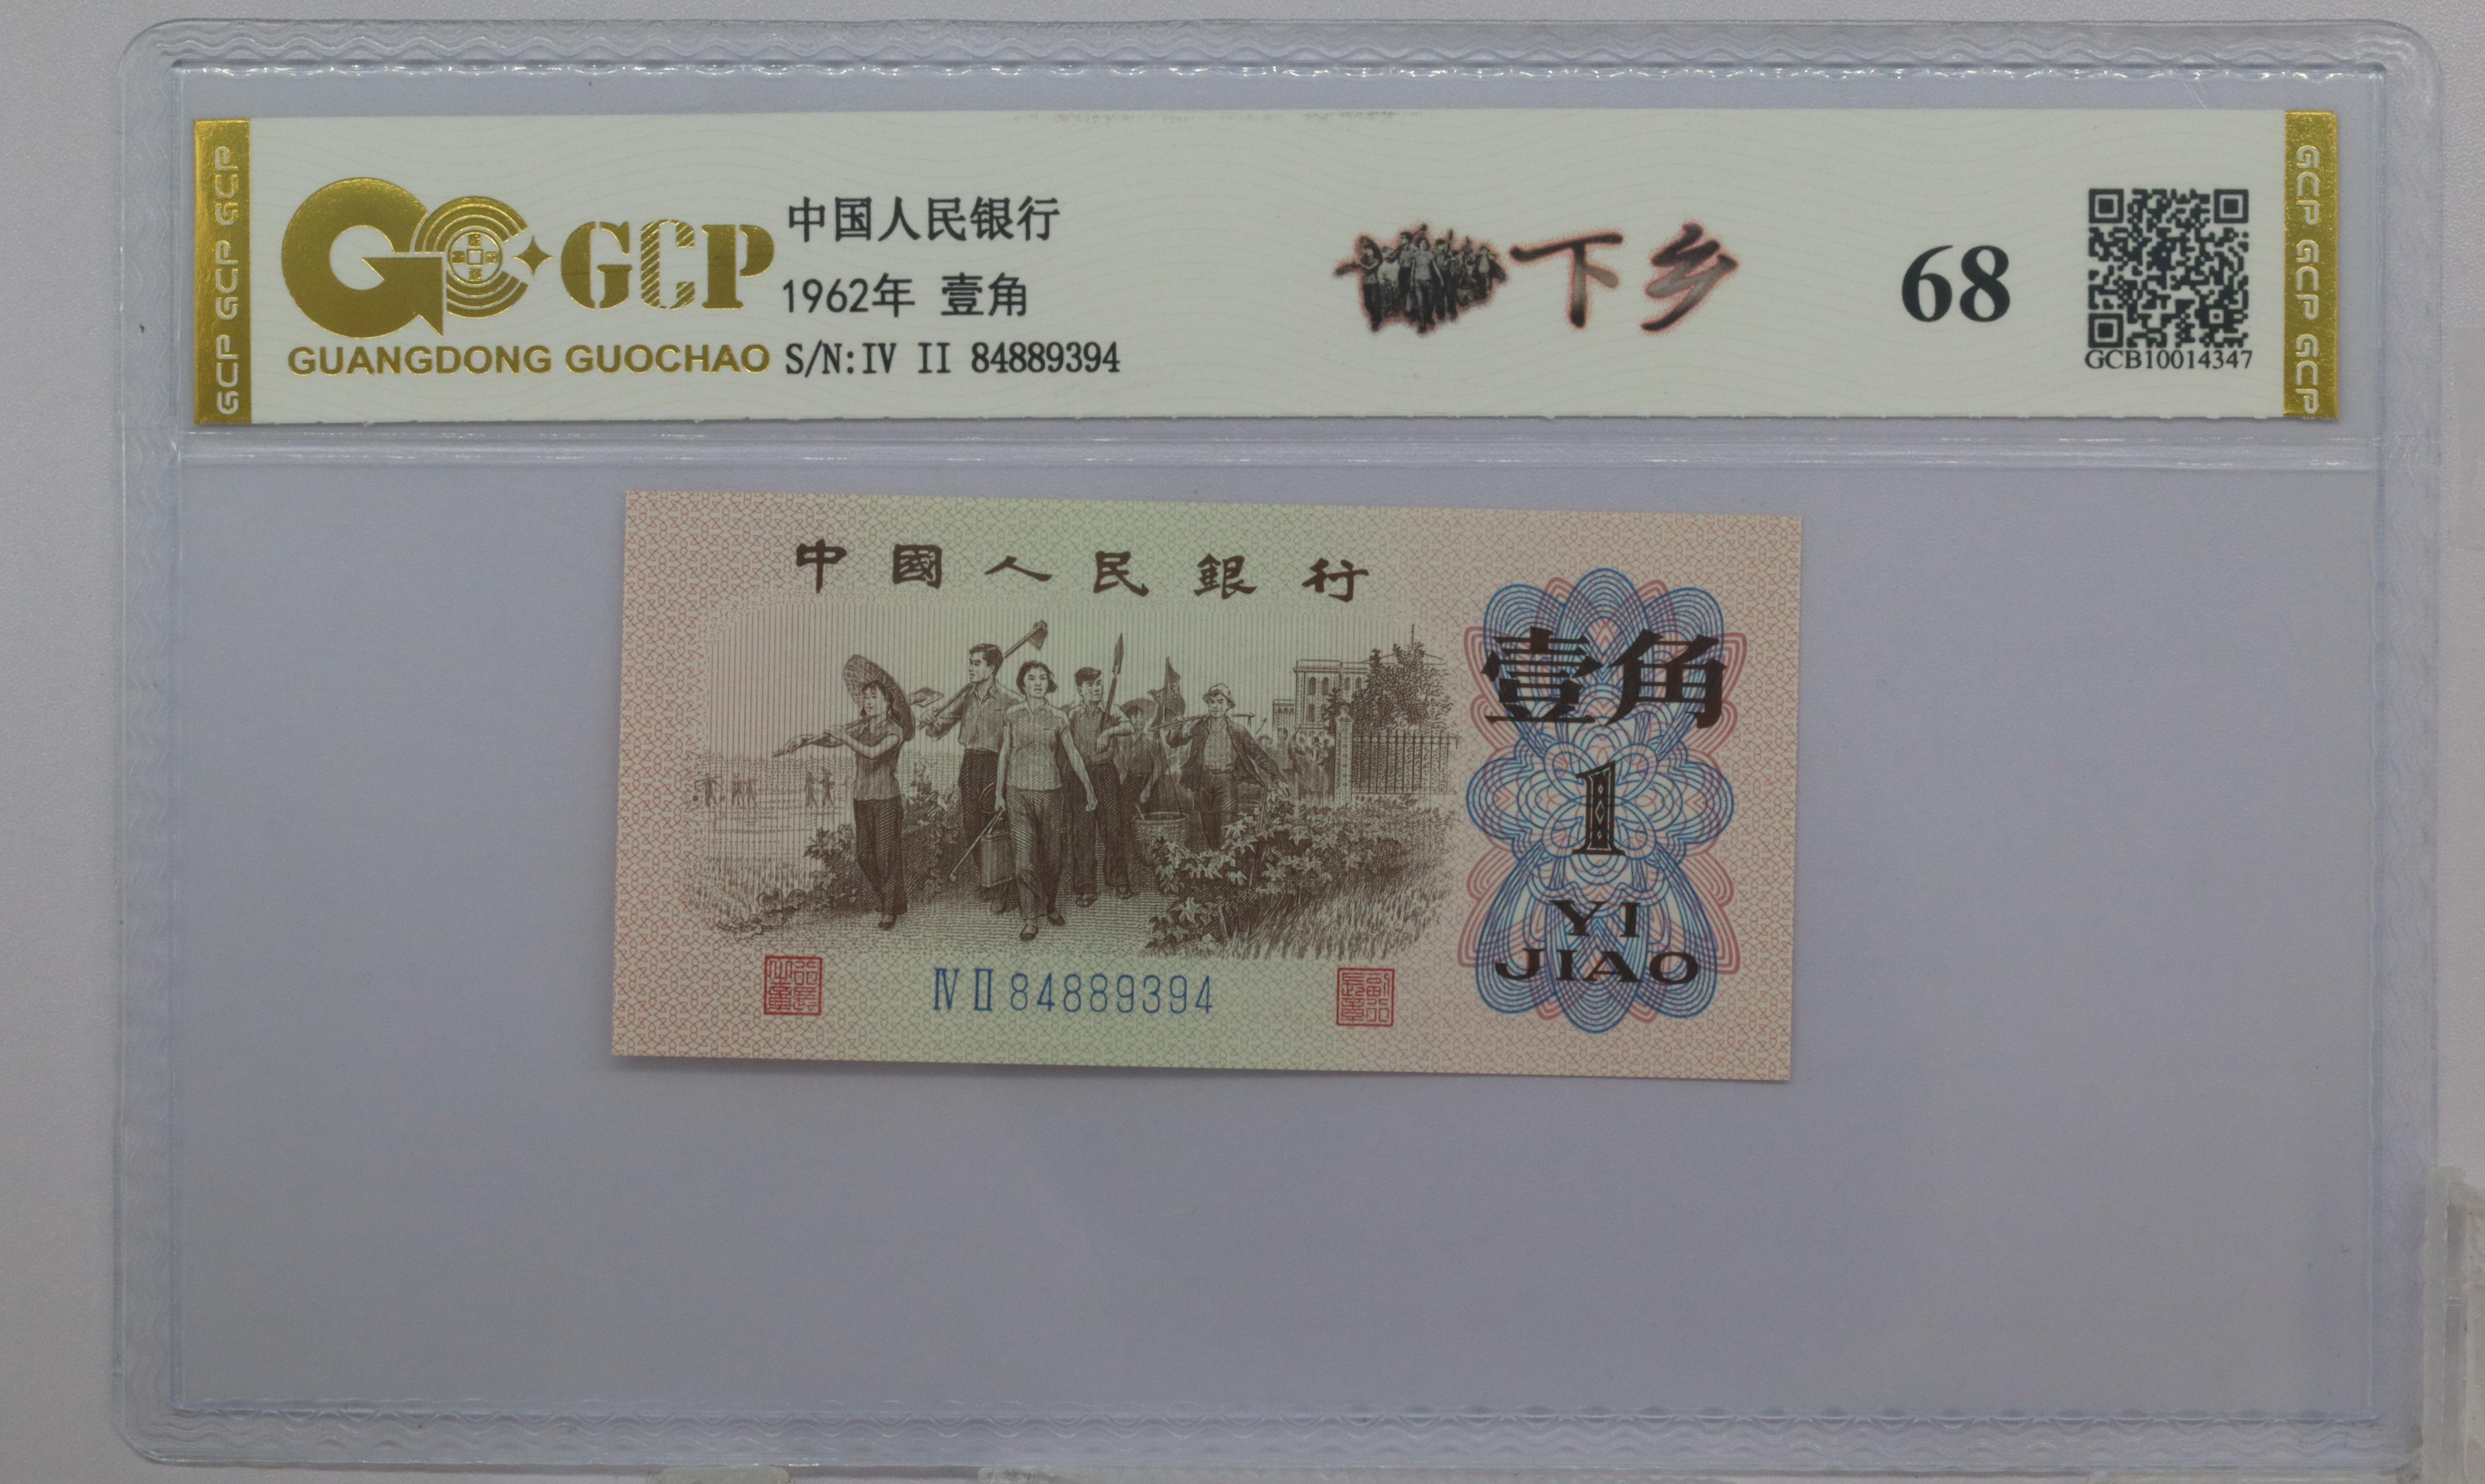 GCP GCP GCP
GCP
GUANGDONG GUOCHAO
中国人民银行
1962年 壹角
S/N:IV II 84889394
下乡
68
GCB10014347
GCP GCP GCP
中國人民銀行
壹角
1
YI
JIAO
Ⅳ Ⅱ 84889394